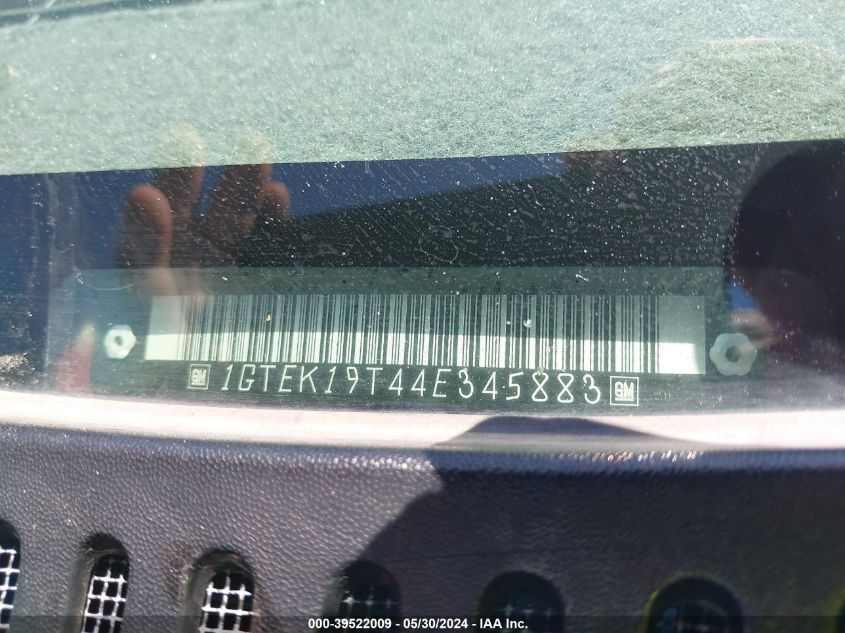 GM 1GTEK19T44E345883 GM
000-39522009 | 05/30/2024 | IAA Inc.